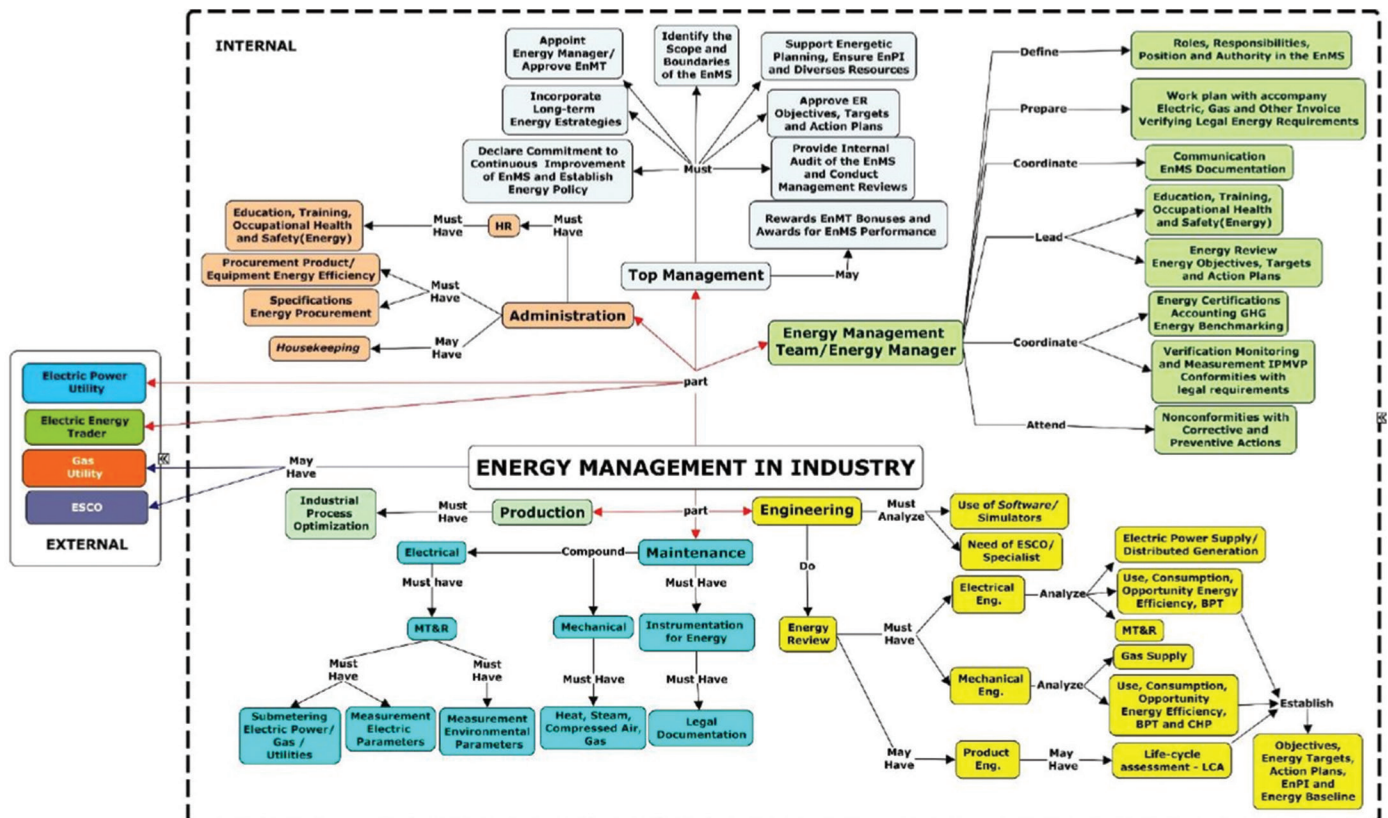 INTERNAL
Appoint
Energy Manager/
Approve EnMT
Identify the
Scope and
Boundaries
of the EnMS
Support Energetic
Planning, Ensure EnPI
and Diverses Resources
Incorporate
Long-term
Energy Estrategies
Approve ER
Objectives, Targets
and Action Plans
Declare Commitment to
Continuous Improvement
of EnMS and Establish
Energy Policy
Must
Provide Internal
Audit of the EnMS
and Conduct
Management Reviews
Rewards EnMT Bonuses and
Awards for EnMS Performance
Top Management
May
Education, Training,
Occupational Health
and Safety(Energy)
Must
Have
HR
Must
Have
Procurement Product/
Equipment Energy Efficiency
Must
Have
Specifications
Energy Procurement
Administration
Housekeeping
May
Have
Energy Management
Team/Energy Manager
Define
Roles, Responsibilities,
Position and Authority in the EnMS
Prepare
Work plan with accompany
Electric, Gas and Other Invoice
Verifying Legal Energy Requirements
Coordinate
Communication
EnMS Documentation
Lead
Education, Training,
Occupational Health
and Safety(Energy)
Energy Review
Energy Objectives, Targets
and Action Plans
Coordinate
Energy Certifications
Accounting GHG
Energy Benchmarking
Verification Monitoring
and Measurement IPMVP
Conformities with
legal requirements
Attend
Nonconformities with
Corrective and
Preventive Actions
part
Electric Power
Utility
Electric Energy
Trader
Gas
Utility
ESCO
EXTERNAL
May
Have
ENERGY MANAGEMENT IN INDUSTRY
Industrial
Process
Optimization
Must
Have
Production
part
Engineering
Must
Analyze
Use of Software/
Simulators
Need of ESCO/
Specialist
Electrical
Compound
Maintenance
Must have
Must Have
MT&R
Mechanical
Instrumentation
for Energy
Must
Have
Must
Have
Must Have
Must Have
Submetering
Electric Power/
Gas /
Utilities
Measurement
Electric
Parameters
Measurement
Environmental
Parameters
Heat, Steam,
Compressed Air,
Gas
Legal
Documentation
Do
Energy
Review
Must
Have
Electrical
Eng.
Analyze
Electric Power Supply/
Distributed Generation
Use, Consumption,
Opportunity Energy
Efficiency, BPT
MT&R
Mechanical
Eng.
Analyze
Gas Supply
Use, Consumption,
Opportunity
Energy Efficiency,
BPT and CHP
Establish
May
Have
Product
Eng.
May
Have
Life-cycle
assessment - LCA
Objectives,
Energy Targets,
Action Plans,
EnPI and
Energy Baseline